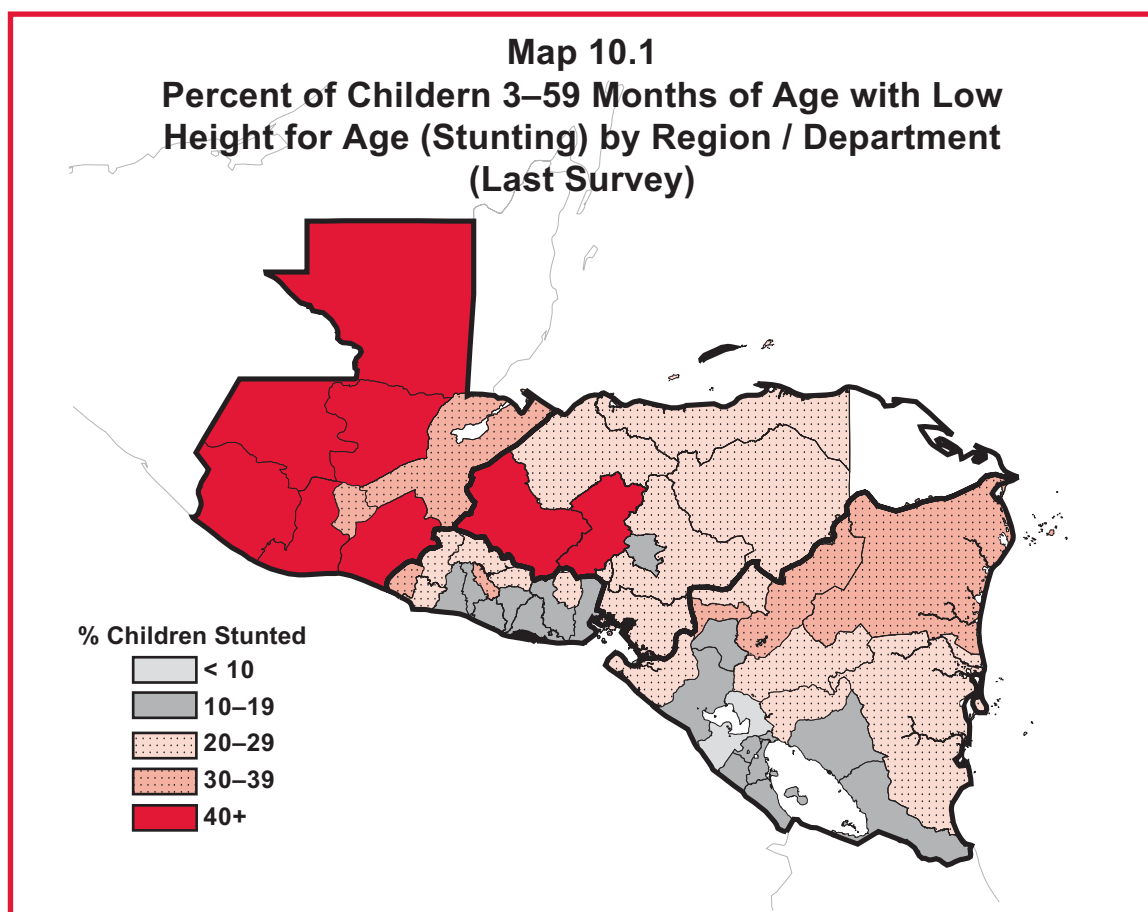 Map 10.1
Percent of Childern 3–59 Months of Age with Low
Height for Age (Stunting) by Region / Department
(Last Survey)
% Children Stunted
< 10
10–19
20–29
30–39
40+